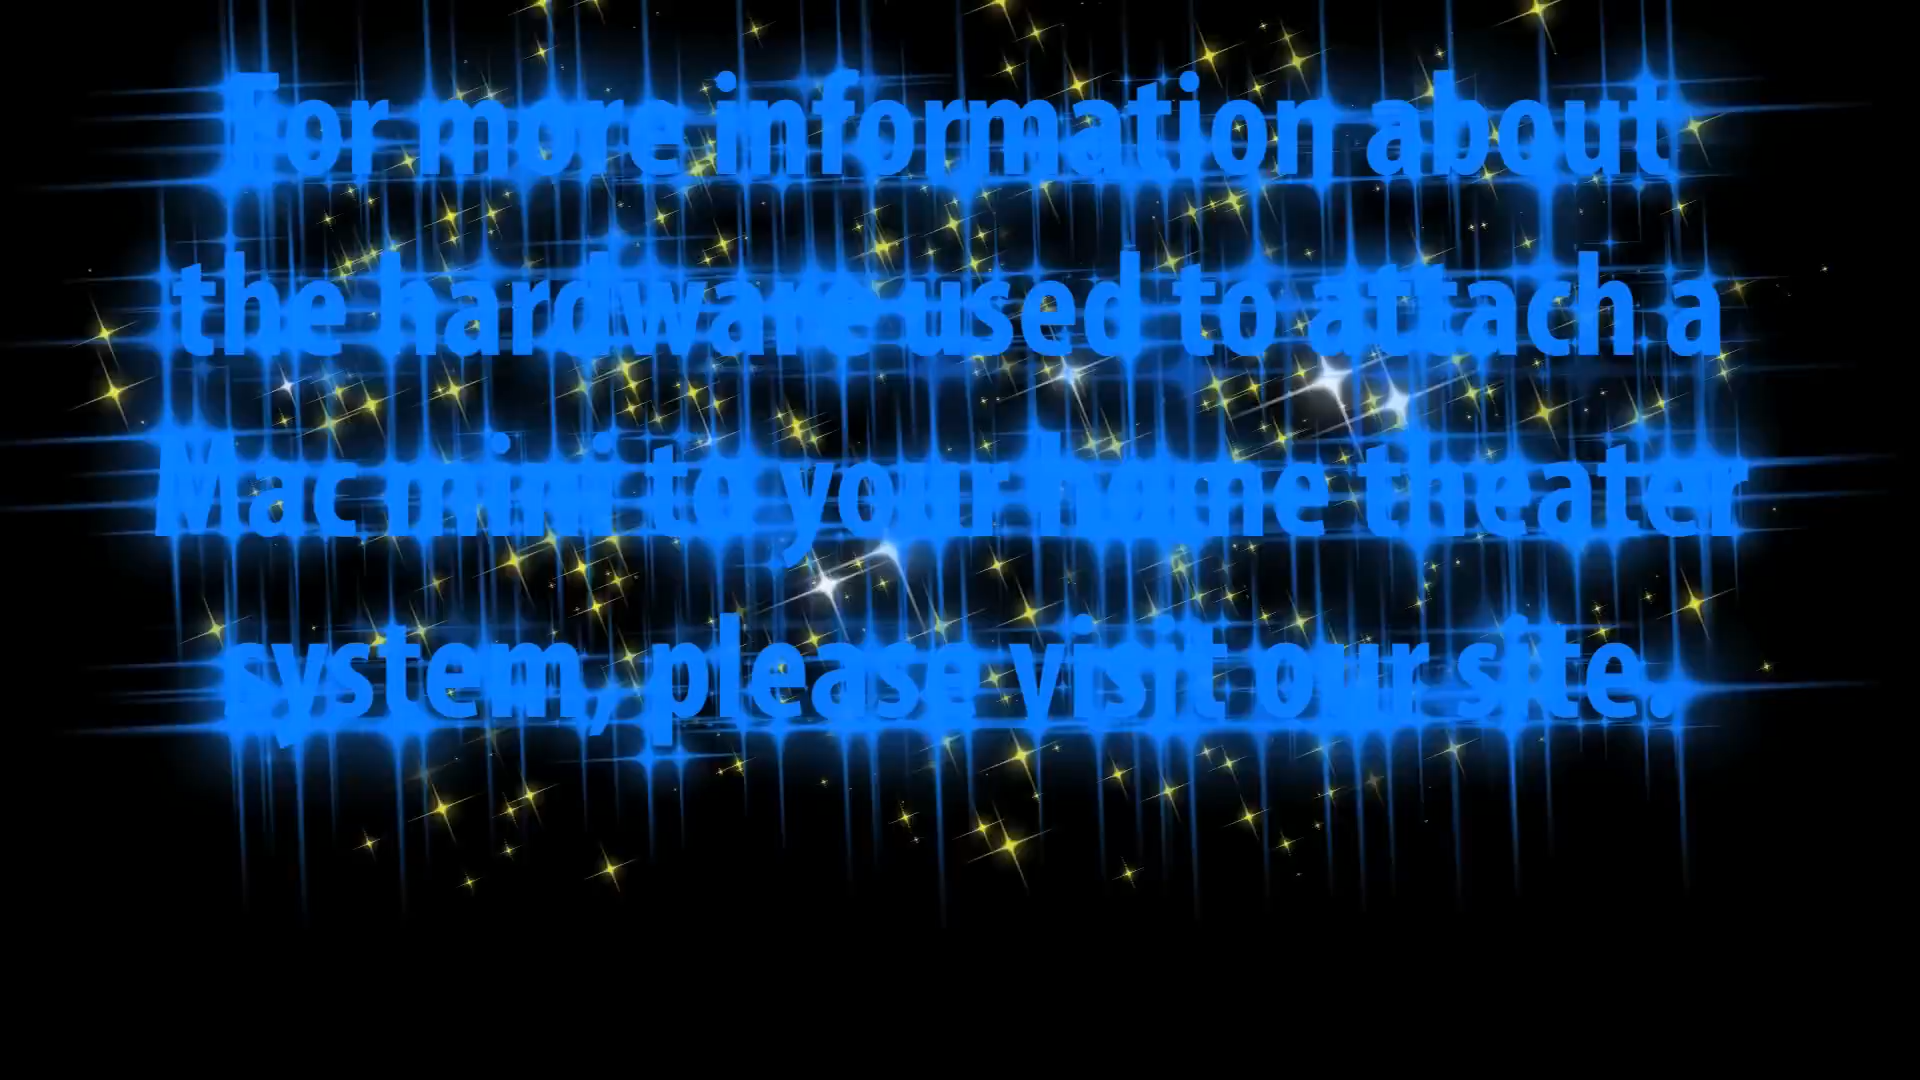 For more information about
the hardware used to attach a
Mac mini to your home theater
system, please visit our site.